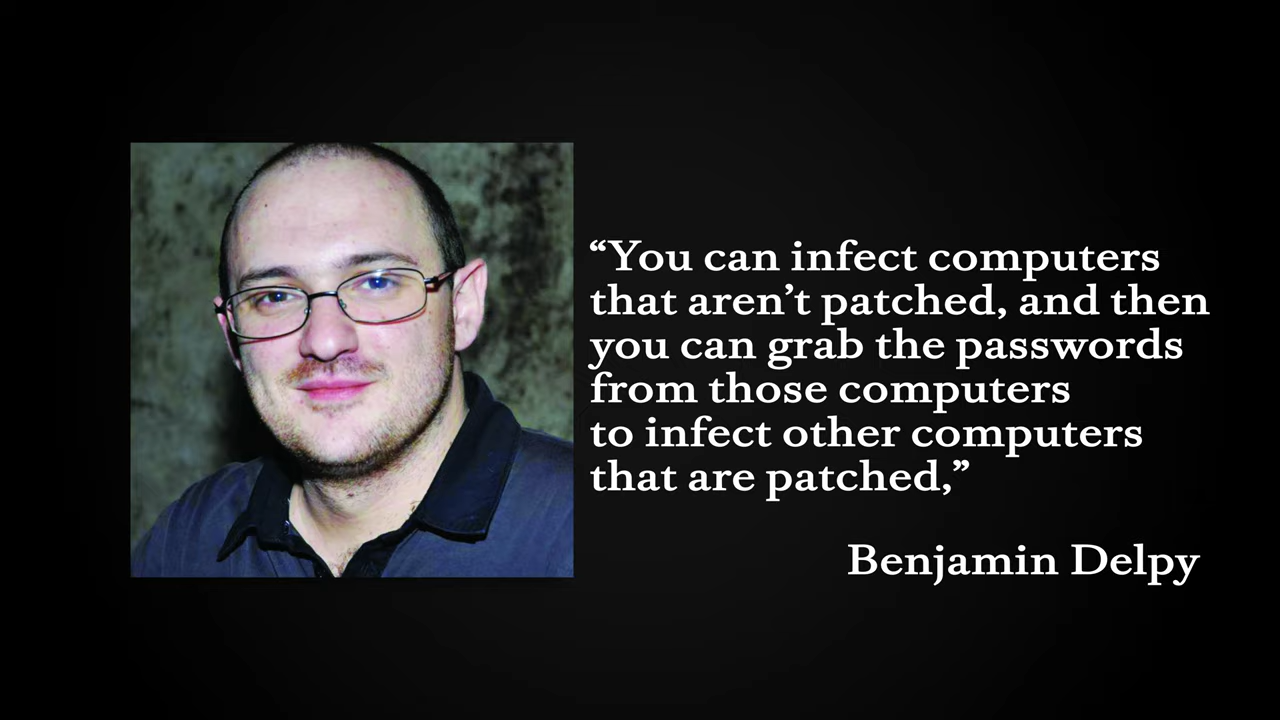 “You can infect computers
that aren’t patched, and then
you can grab the passwords
from those computers
to infect other computers
that are patched,”
Benjamin Delpy